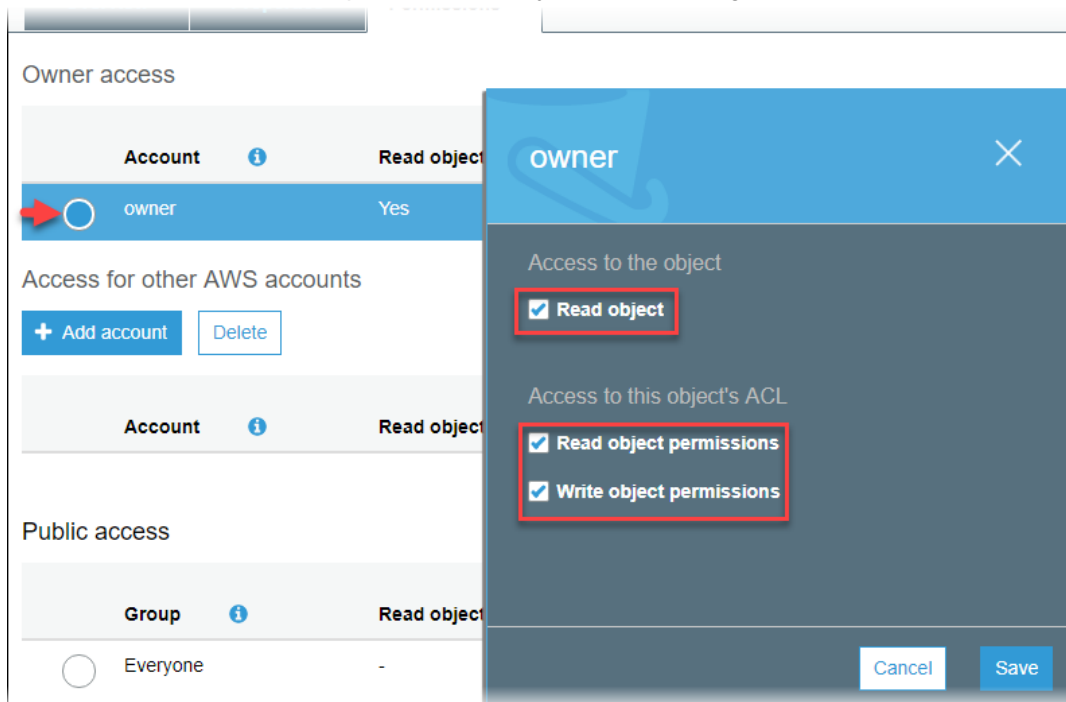 Owner access
Account Read object
owner Yes
Access for other AWS accounts
+ Add account Delete
Account Read object
Public access
Group Read object
Everyone -
owner
Access to the object
Read object
Access to this object's ACL
Read object permissions
Write object permissions
Cancel Save